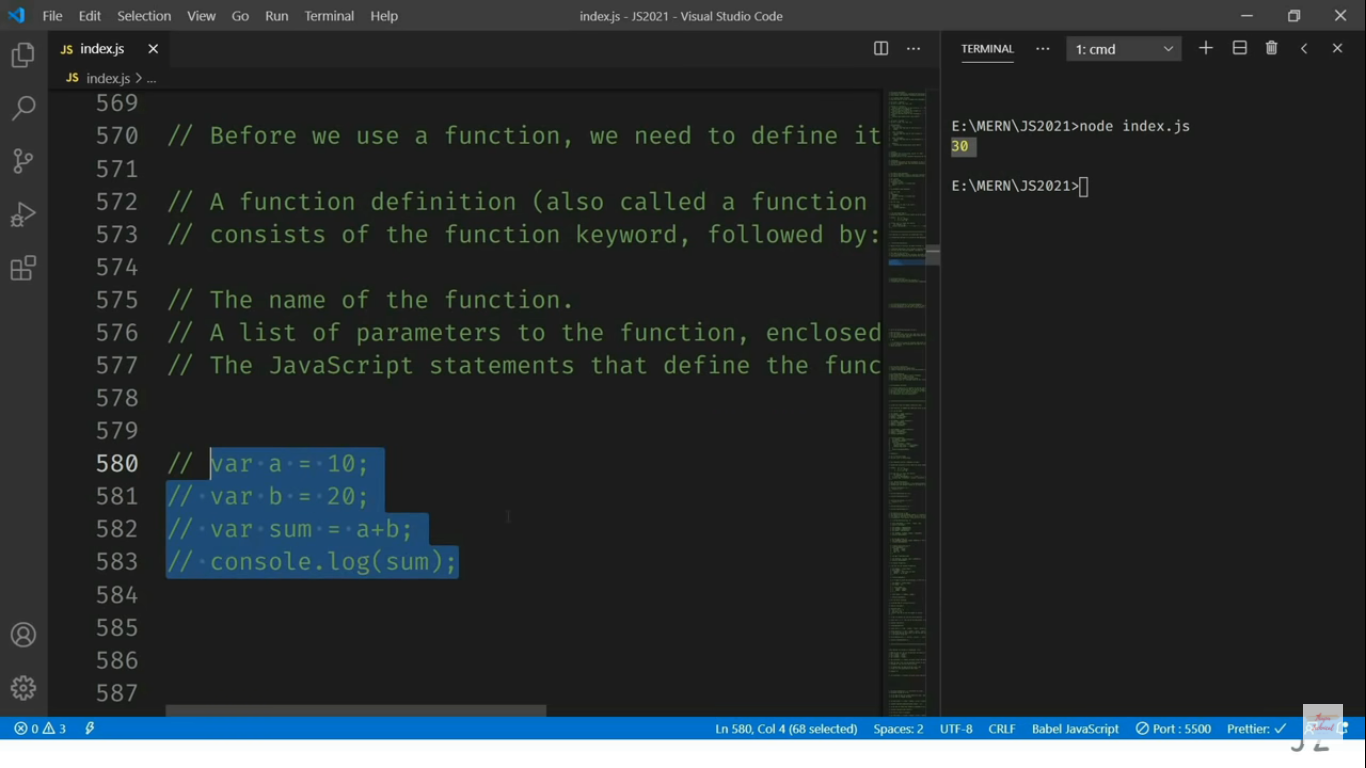 File Edit Selection View Go Run Terminal Help
index.js - JS2021 - Visual Studio Code
JS index.js
JS index.js > ...
569
570 // Before we use a function, we need to define it
571
572 // A function definition (also called a function
573 // consists of the function keyword, followed by:
574
575 // The name of the function.
576 // A list of parameters to the function, enclosed
577 // The JavaScript statements that define the func
578
579
580 // var a = 10;
581 // var b = 20;
582 // var sum = a+b;
583 // console.log(sum);
584
585
586
587
TERMINAL ... 1: cmd
E:\MERN\JS2021>node index.js
30
E:\MERN\JS2021>
0 3 Ln 580, Col 4 (68 selected) Spaces: 2 UTF-8 CRLF Babel JavaScript Port : 5500 Prettier: ✓